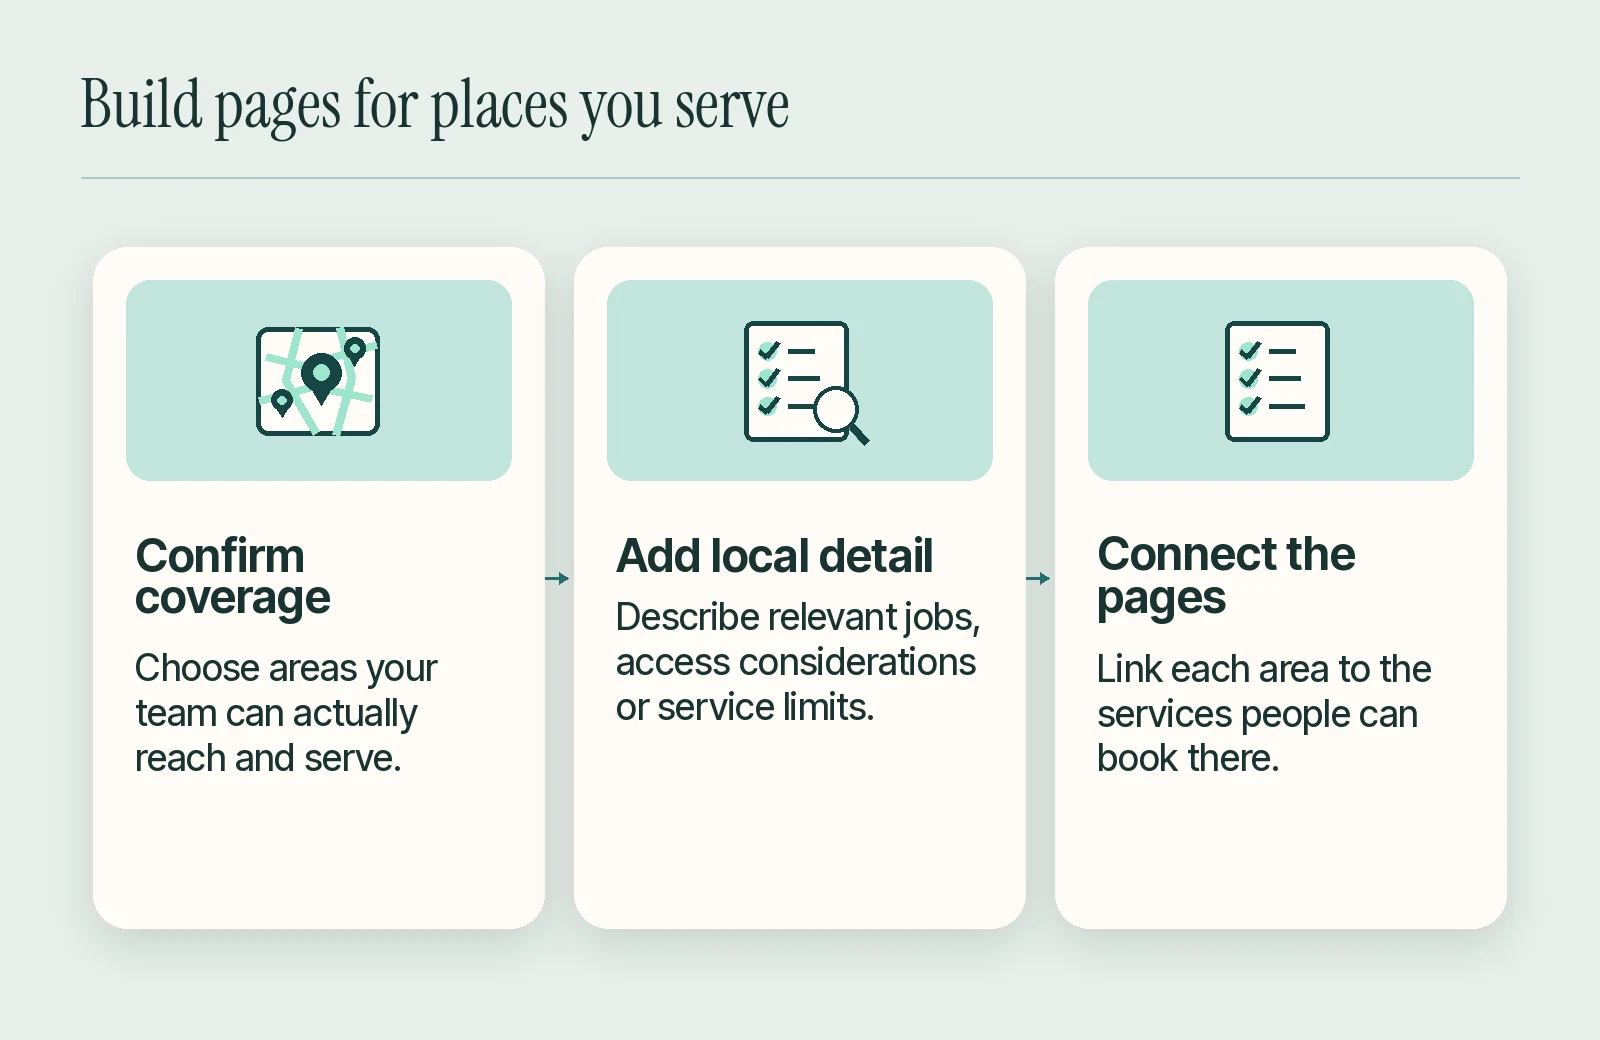 Build pages for places you serve
Confirm
coverage
Choose areas your
team can actually
reach and serve.
Add local detail
Describe relevant jobs,
access considerations
or service limits.
Connect the
pages
Link each area to the
services people can
book there.